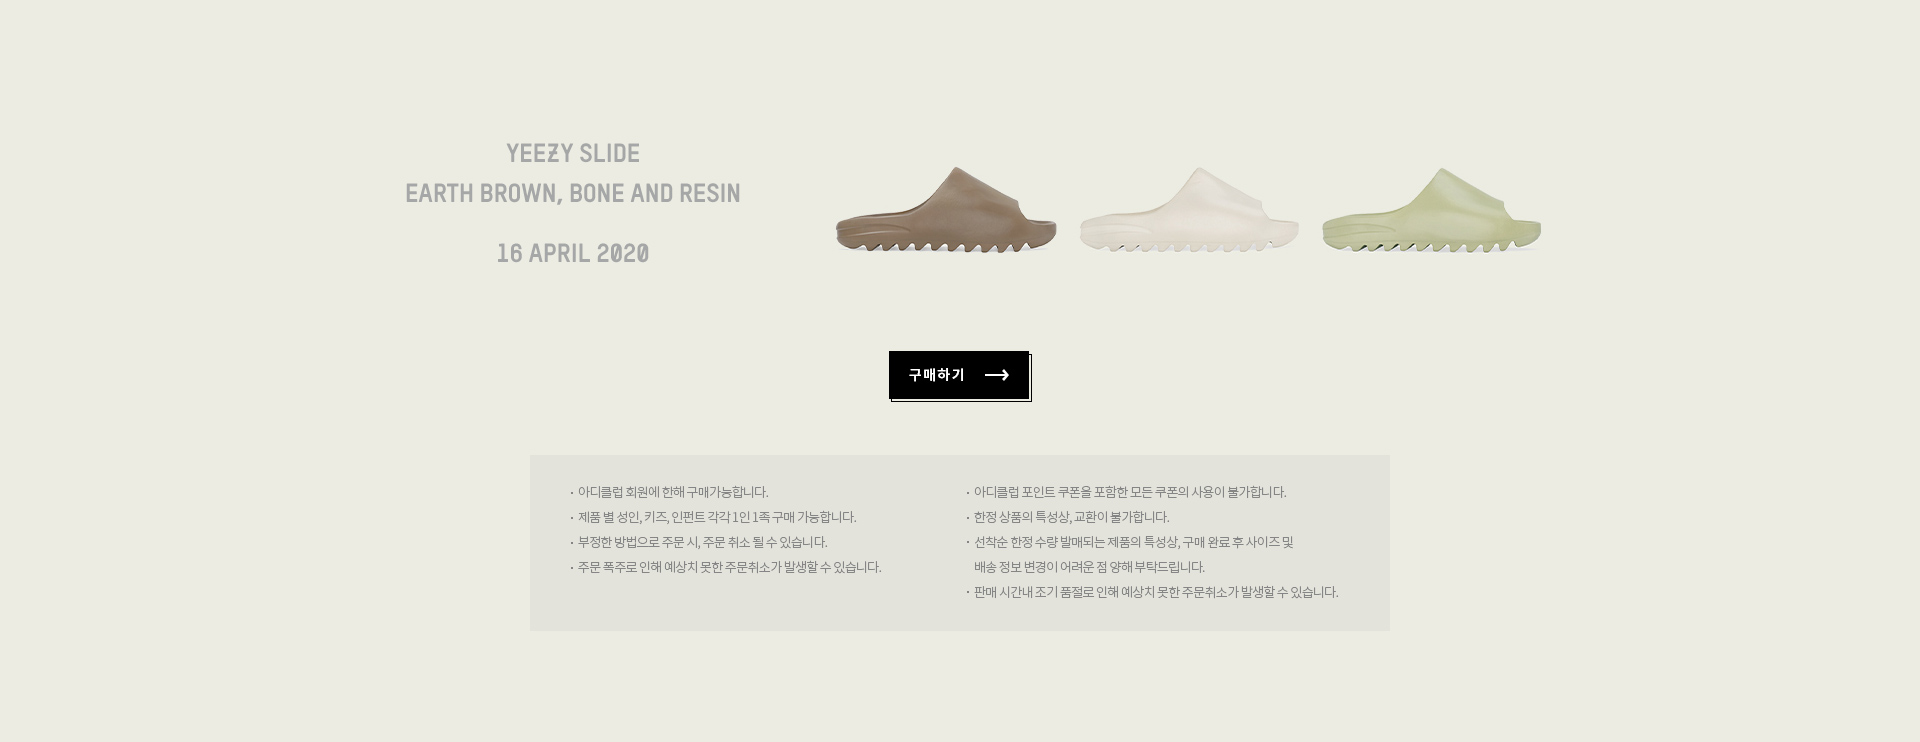 YEEZY SLIDE
EARTH BROWN, BONE AND RESIN
16 APRIL 2020
구매하기
· 아디클럽 회원에 한해 구매가능합니다.
· 제품 별 성인, 키즈, 인펀트 각각 1인 1족 구매 가능합니다.
· 부정한 방법으로 주문 시, 주문 취소 될 수 있습니다.
· 주문 폭주로 인해 예상치 못한 주문취소가 발생할 수 있습니다.
· 아디클럽 포인트 쿠폰을 포함한 모든 쿠폰의 사용이 불가합니다.
· 한정 상품의 특성상, 교환이 불가합니다.
· 선착순 한정 수량 발매되는 제품의 특성상, 구매 완료 후 사이즈 및
배송 정보 변경이 어려운 점 양해 부탁드립니다.
· 판매 시간내 조기 품절로 인해 예상치 못한 주문취소가 발생할 수 있습니다.